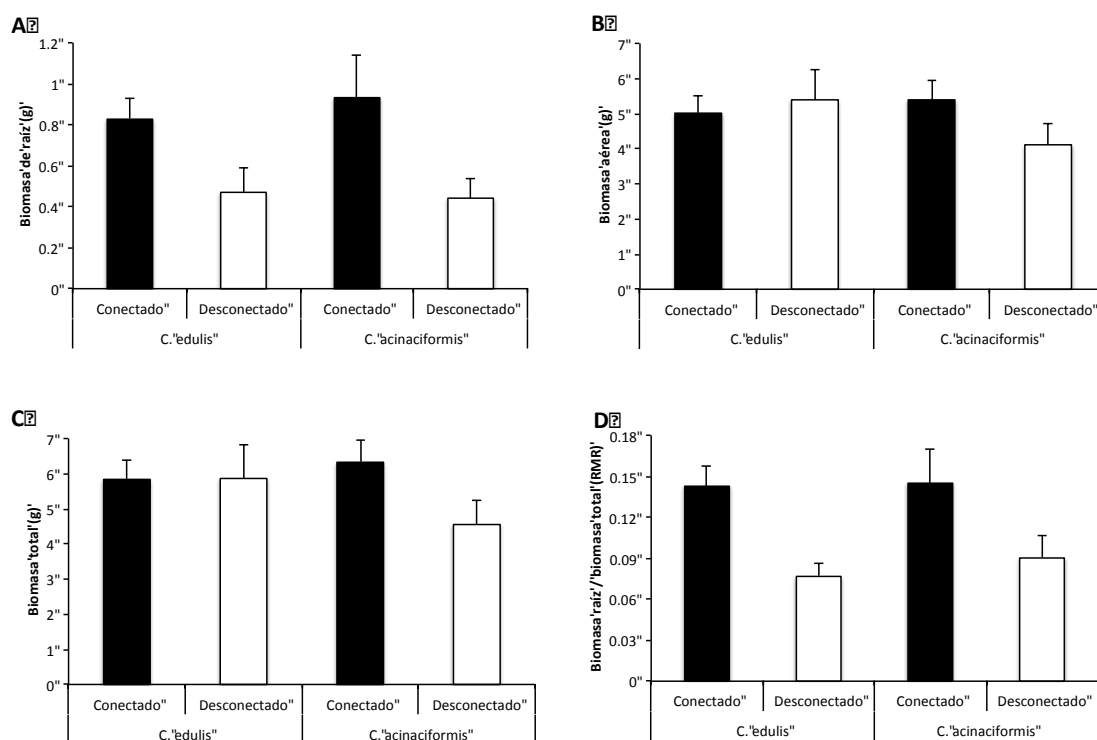 A⍰
Biomasa'de'raíz'(g)'
1.2"
1"
0.8"
0.6"
0.4"
0.2"
0"
Conectado" Desconectado" Conectado" Desconectado"
C."edulis" C."acinaciformis"
B⍰
Biomasa'aérea'(g)'
7"
6"
5"
4"
3"
2"
1"
0"
Conectado" Desconectado" Conectado" Desconectado"
C."edulis" C."acinaciformis"
C⍰
Biomasa'total'(g)'
7"
6"
5"
4"
3"
2"
1"
0"
Conectado" Desconectado" Conectado" Desconectado"
C."edulis" C."acinaciformis"
D⍰
Biomasa'raíz'/'biomasa'total'(RMR)'
0.18"
0.15"
0.12"
0.09"
0.06"
0.03"
0"
Conectado" Desconectado" Conectado" Desconectado"
C."edulis" C."acinaciformis"